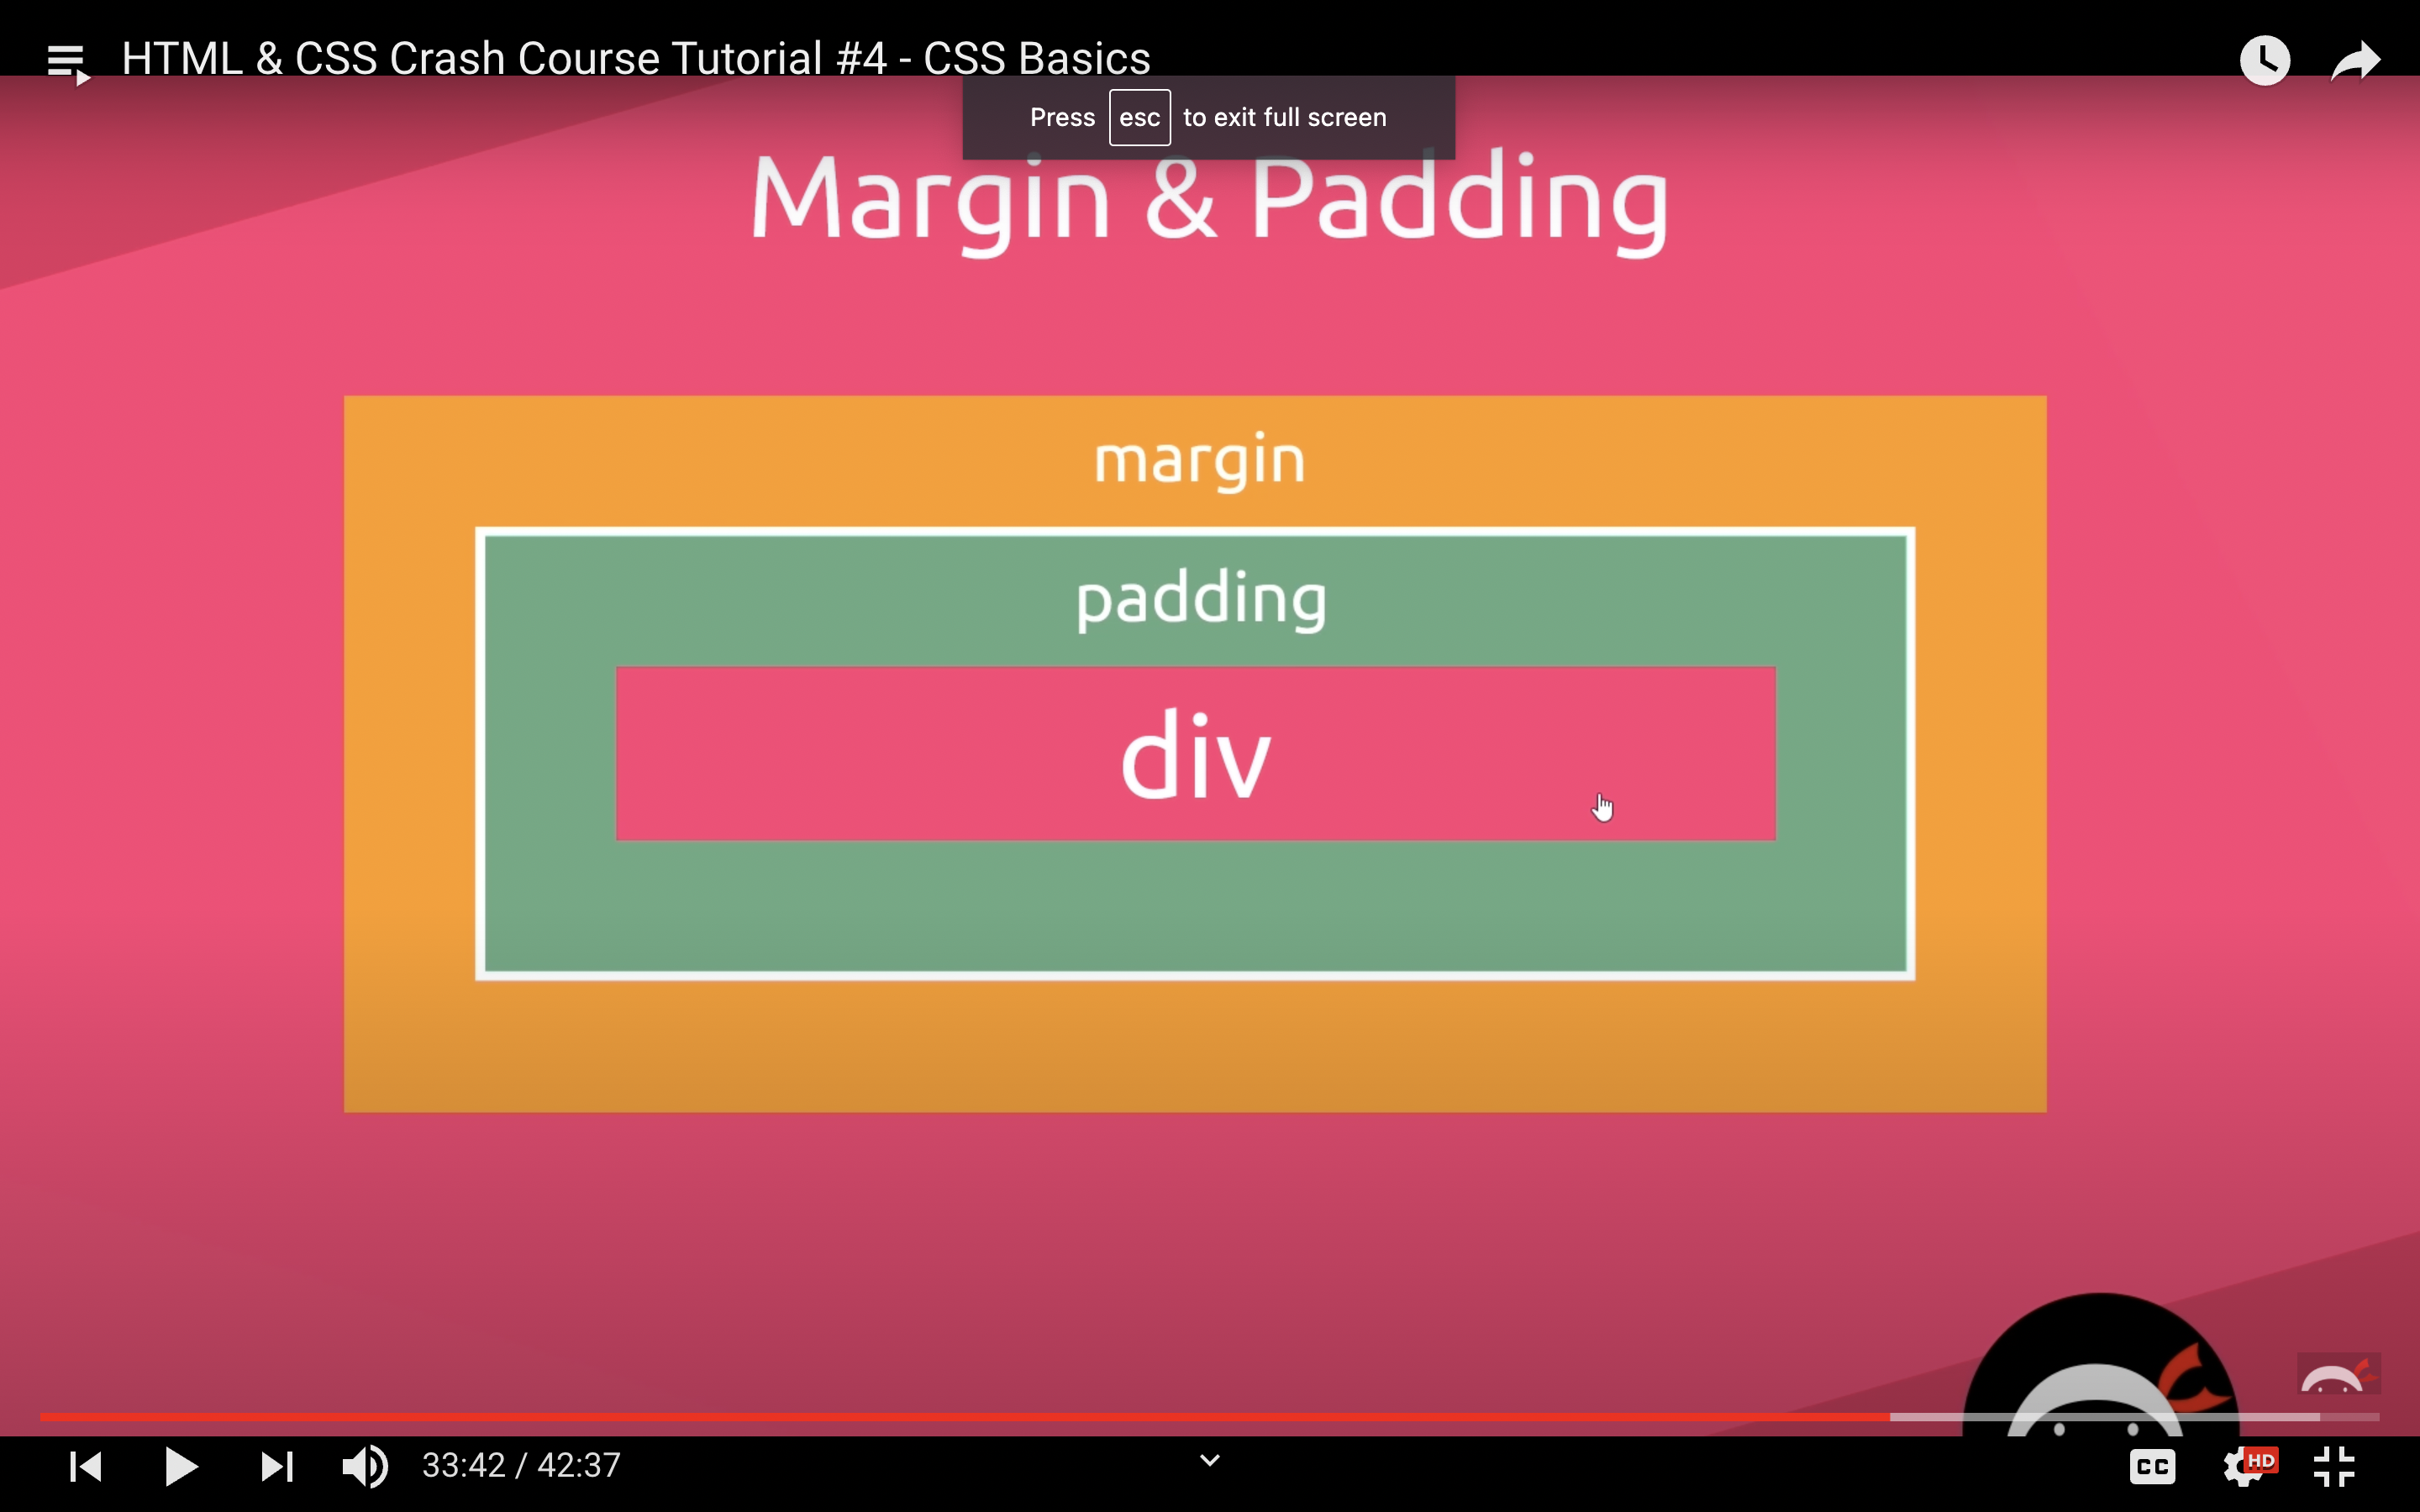 HTML & CSS Crash Course Tutorial #4 - CSS Basics
Press esc to exit full screen
Margin & Padding
margin
padding
div
33:42 / 42:37
CC
HD